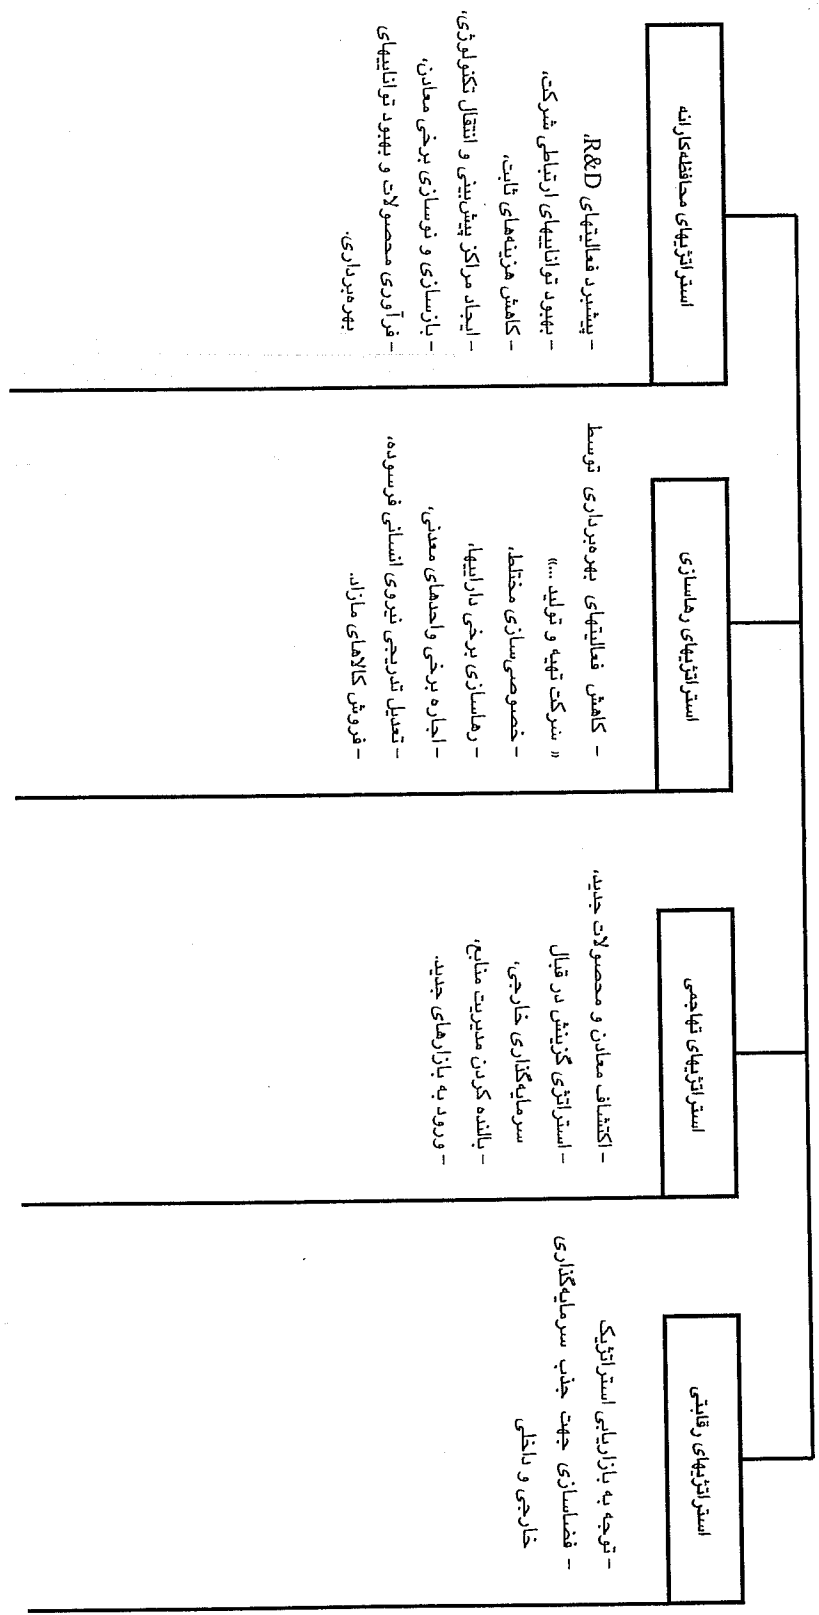 استراتژیهای محافظه‌کارانه
- پیشبرد فعالیتهای R&D،
- بهبود تواناییهای ارتباطی شرکت،
- کاهش هزینه‌های ثابت،
- ایجاد مراکز پیش‌بینی و انتقال تکنولوژی،
- بازسازی و نوسازی برخی معادن،
- فرآوری محصولات و بهبود تواناییهای
بهره‌برداری.
استراتژیهای رهاسازی
- کاهش فعالیتهای بهره‌برداری توسط
« شرکت تهیه و تولید ...»
- خصوصی‌سازی مختلط،
- رهاسازی برخی داراییها،
- اجاره برخی واحدهای معدنی،
- تعدیل تدریجی نیروی انسانی فرسوده،
- فروش کالاهای مازاد.
استراتژیهای تهاجمی
- اکتشاف معادن و محصولات جدید،
- استراتژی گزینش در قبال
سرمایه‌گذاری خارجی،
- بالنده کردن مدیریت منابع،
- ورود به بازارهای جدید.
استراتژیهای رقابتی
- توجه به بازاریابی استراتژیک
- فضاسازی جهت جذب سرمایه‌گذاری
خارجی و داخلی